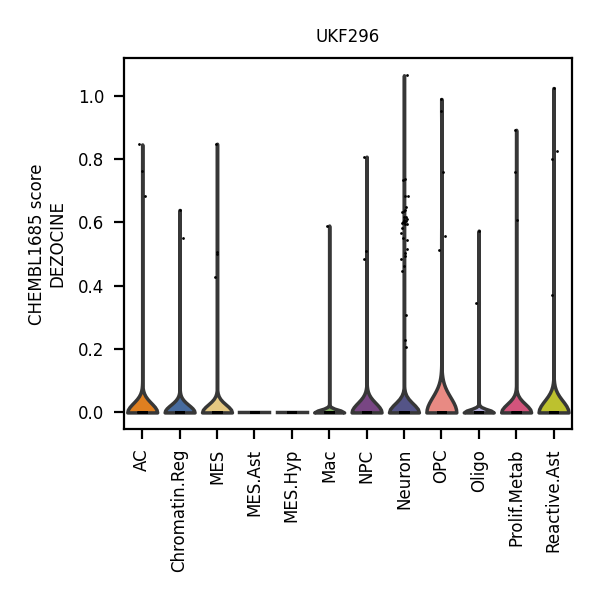 UKF296
CHEMBL1685 score
DEZOCINE
1.0
0.8
0.6
0.4
0.2
0.0
AC
Chromatin.Reg
MES
MES.Ast
MES.Hyp
Mac
NPC
Neuron
OPC
Oligo
Prolif.Metab
Reactive.Ast